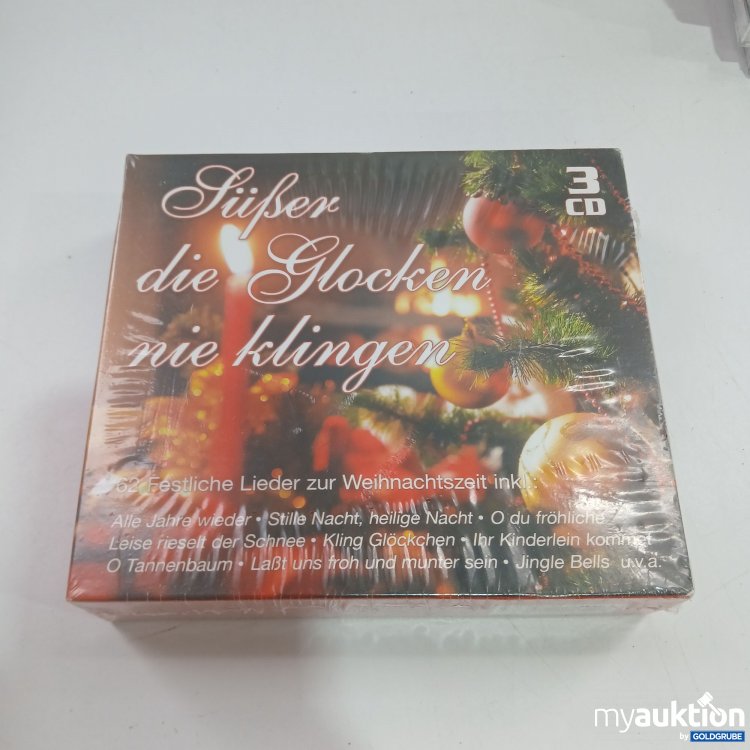 Süßer
die Glocken
nie klingen
3
CD
62 Festliche Lieder zur Weihnachtszeit inkl.:
Alle Jahre wieder • Stille Nacht, heilige Nacht • O du fröhliche
Leise rieselt der Schnee • Kling Glöckchen • Ihr Kinderlein kommet
O Tannenbaum • Laßt uns froh und munter sein • Jingle Bells u.v.a.
myauktion
by GOLDGRUBE